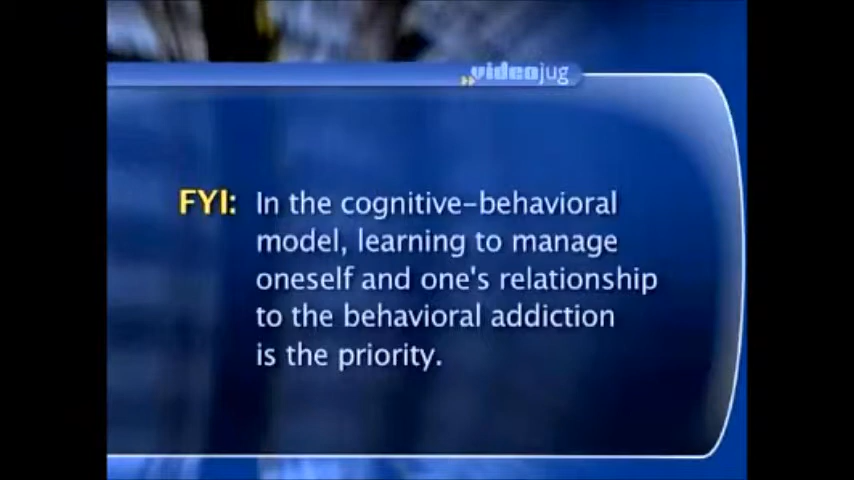 videojug
FYI: In the cognitive-behavioral
model, learning to manage
oneself and one's relationship
to the behavioral addiction
is the priority.